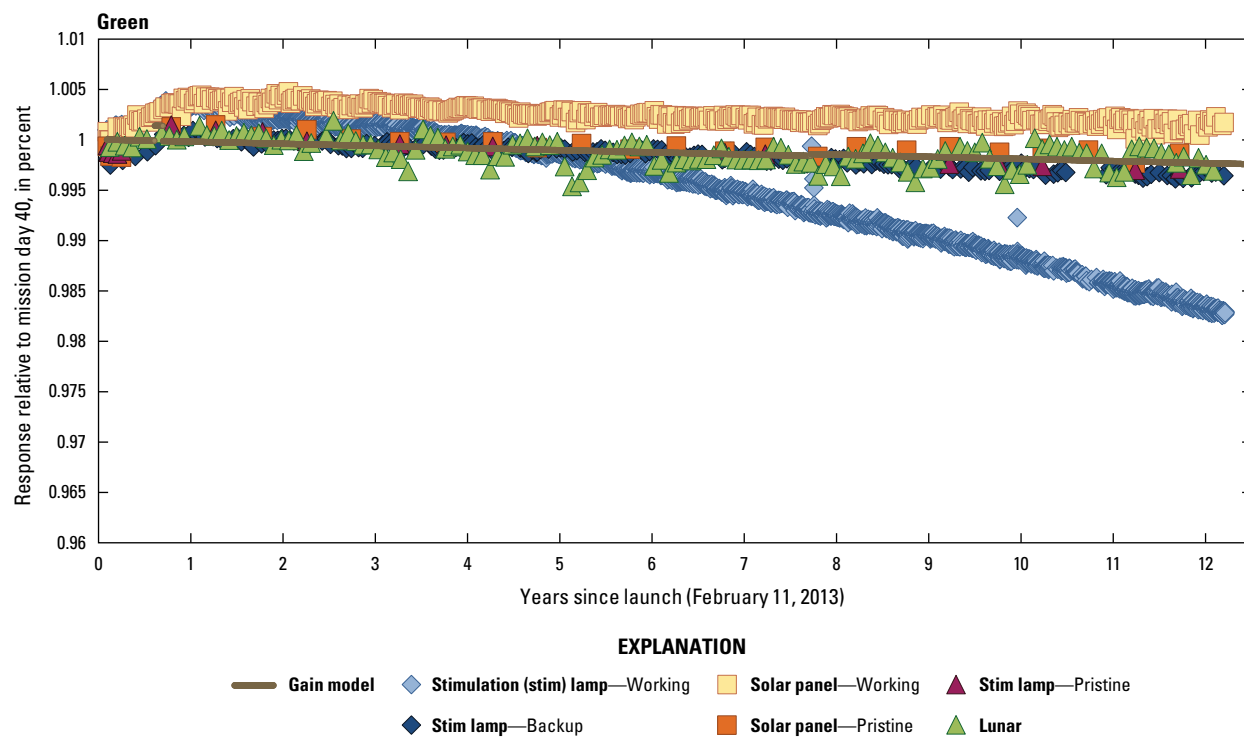 Green
Response relative to mission day 40, in percent
1.01
1.005
1
0.995
0.99
0.985
0.98
0.975
0.97
0.965
0.96
0 1 2 3 4 5 6 7 8 9 10 11 12
Years since launch (February 11, 2013)
EXPLANATION
Gain model Stimulation (stim) lamp—Working Solar panel—Working Stim lamp—Pristine
Stim lamp—Backup Solar panel—Pristine Lunar